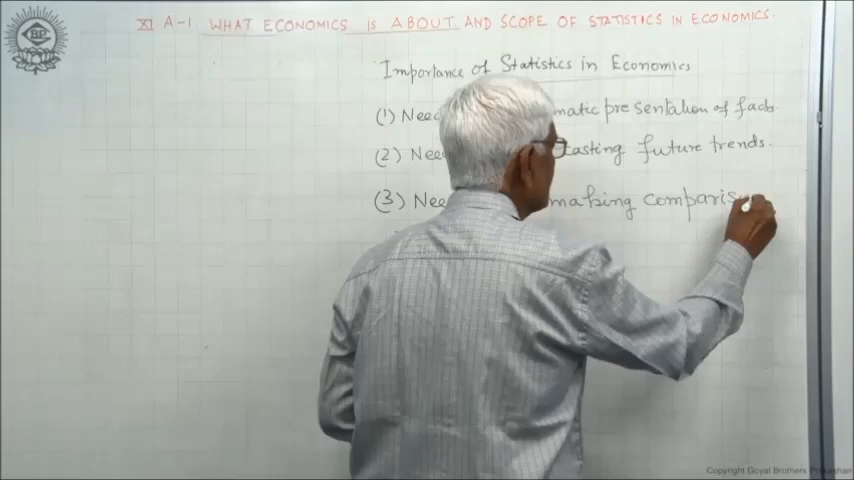 XI A-1 WHAT ECONOMICS IS ABOUT AND SCOPE OF STATISTICS IN ECONOMICS.
GBP
Importance of Statistics in Economics
(1) Nee matic presentation of facts.
(2) Nee casting future trends.
(3) Nee making comparis
Copyright Goyal Brothers Prakashan